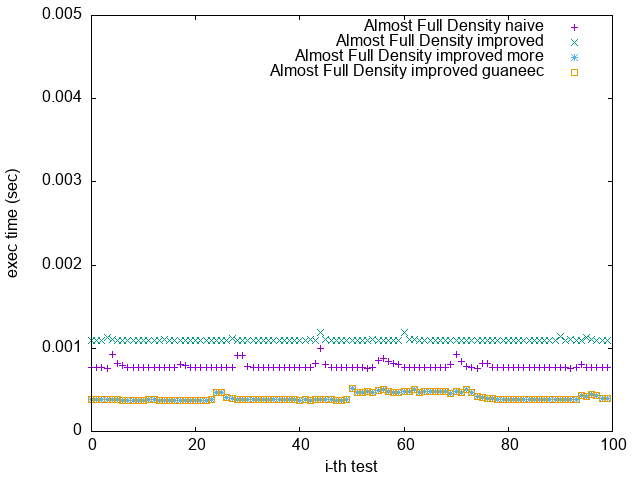 0.005
0.004
0.003
0.002
0.001
0
exec time (sec)
Almost Full Density naive
Almost Full Density improved
Almost Full Density improved more
Almost Full Density improved guaneec
0 20 40 60 80 100
i-th test